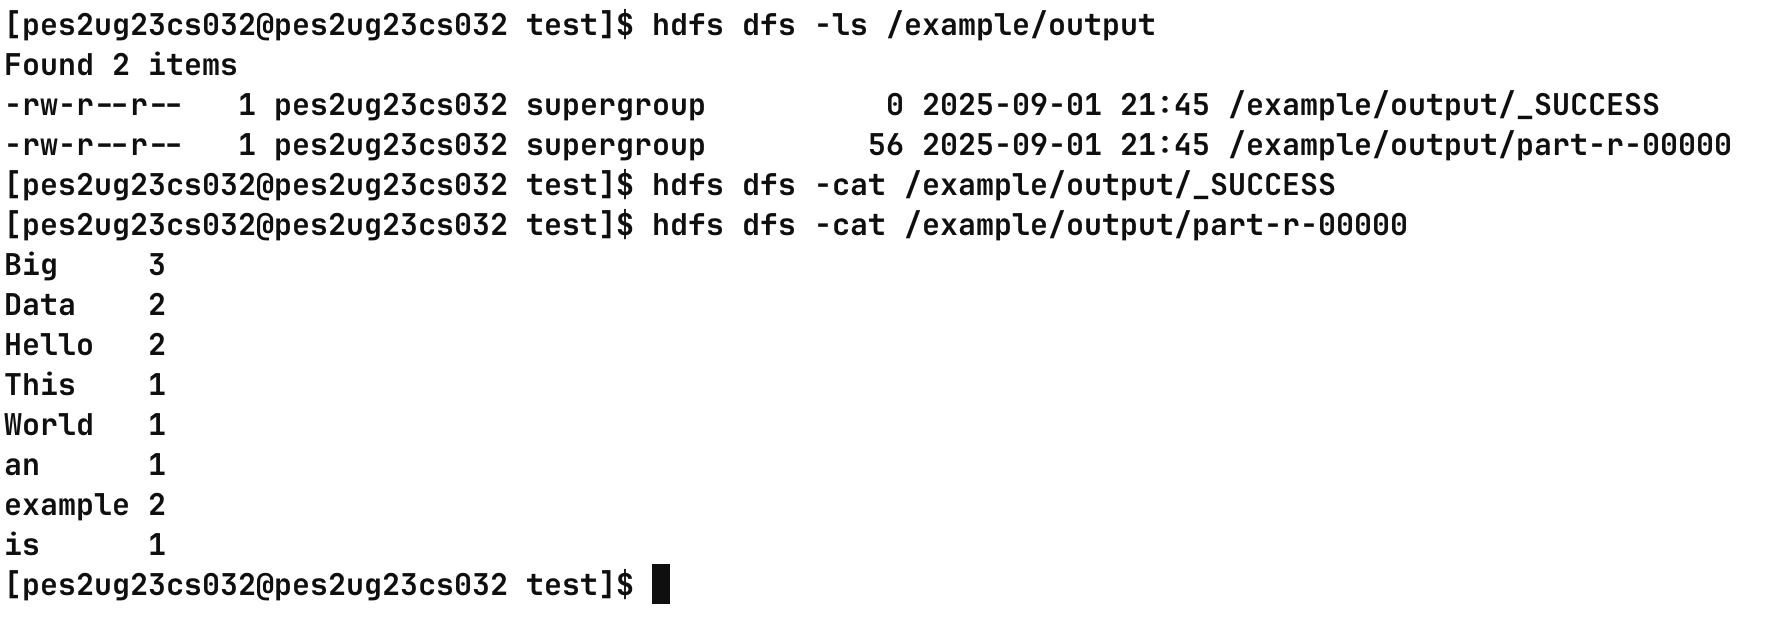 [pes2ug23cs032@pes2ug23cs032 test]$ hdfs dfs -ls /example/output
Found 2 items
-rw-r--r--   1 pes2ug23cs032 supergroup          0 2025-09-01 21:45 /example/output/_SUCCESS
-rw-r--r--   1 pes2ug23cs032 supergroup         56 2025-09-01 21:45 /example/output/part-r-00000
[pes2ug23cs032@pes2ug23cs032 test]$ hdfs dfs -cat /example/output/_SUCCESS
[pes2ug23cs032@pes2ug23cs032 test]$ hdfs dfs -cat /example/output/part-r-00000
Big     3
Data    2
Hello   2
This    1
World   1
an      1
example 2
is      1
[pes2ug23cs032@pes2ug23cs032 test]$